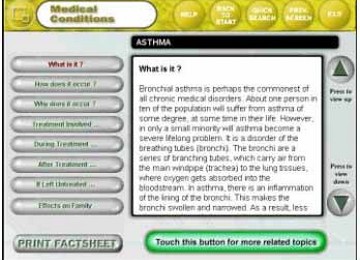 Medical
Conditions
HELP
BACK
TO
START
QUICK
SEARCH
PREV.
SCREEN
EXIT
ASTHMA
What is it ?
How does it occur ?
Why does it occur ?
Treatment Involved ...
During Treatment ...
After Treatment ...
If Left Untreated ...
Effects on Family
What is it ?
Bronchial asthma is perhaps the commonest of
all chronic medical disorders. About one person in
ten of the population will suffer from asthma of
some degree, at some time in their life. However,
in only a small minority will asthma become a
severe lifelong problem. It is a disorder of the
breathing tubes (bronchi). The bronchi are a
series of branching tubes, which carry air from
the main windpipe (trachea) to the lung tissues,
where oxygen gets absorbed into the
bloodstream. In asthma, there is an inflammation
of the lining of the bronchi. This makes the
bronchi swollen and narrowed. As a result, less
Press to
view up
Press to
view
down
PRINT FACTSHEET
Touch this button for more related topics